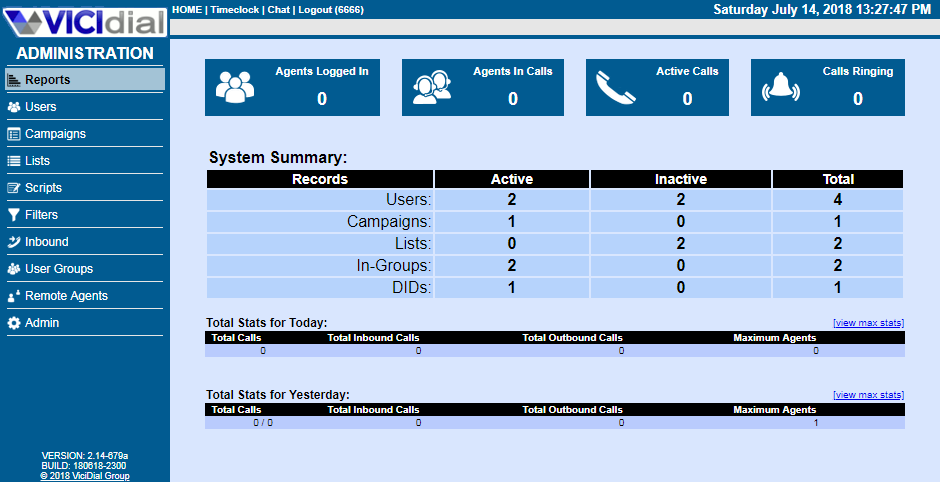 VICIdial
HOME | Timeclock | Chat | Logout (6666)
Saturday July 14, 2018 13:27:47 PM
ADMINISTRATION
Reports
Users
Campaigns
Lists
Scripts
Filters
Inbound
User Groups
Remote Agents
Admin
VERSION: 2.14-679a
BUILD: 180618-2300
© 2018 ViciDial Group
Agents Logged In
0
Agents In Calls
0
Active Calls
0
Calls Ringing
0
System Summary:
Records Active Inactive Total
Users: 2 2 4
Campaigns: 1 0 1
Lists: 0 2 2
In-Groups: 2 0 2
DIDs: 1 0 1
Total Stats for Today: [view max stats]
Total Calls Total Inbound Calls Total Outbound Calls Maximum Agents
0 0 0 0
Total Stats for Yesterday: [view max stats]
Total Calls Total Inbound Calls Total Outbound Calls Maximum Agents
0 / 0 0 0 1